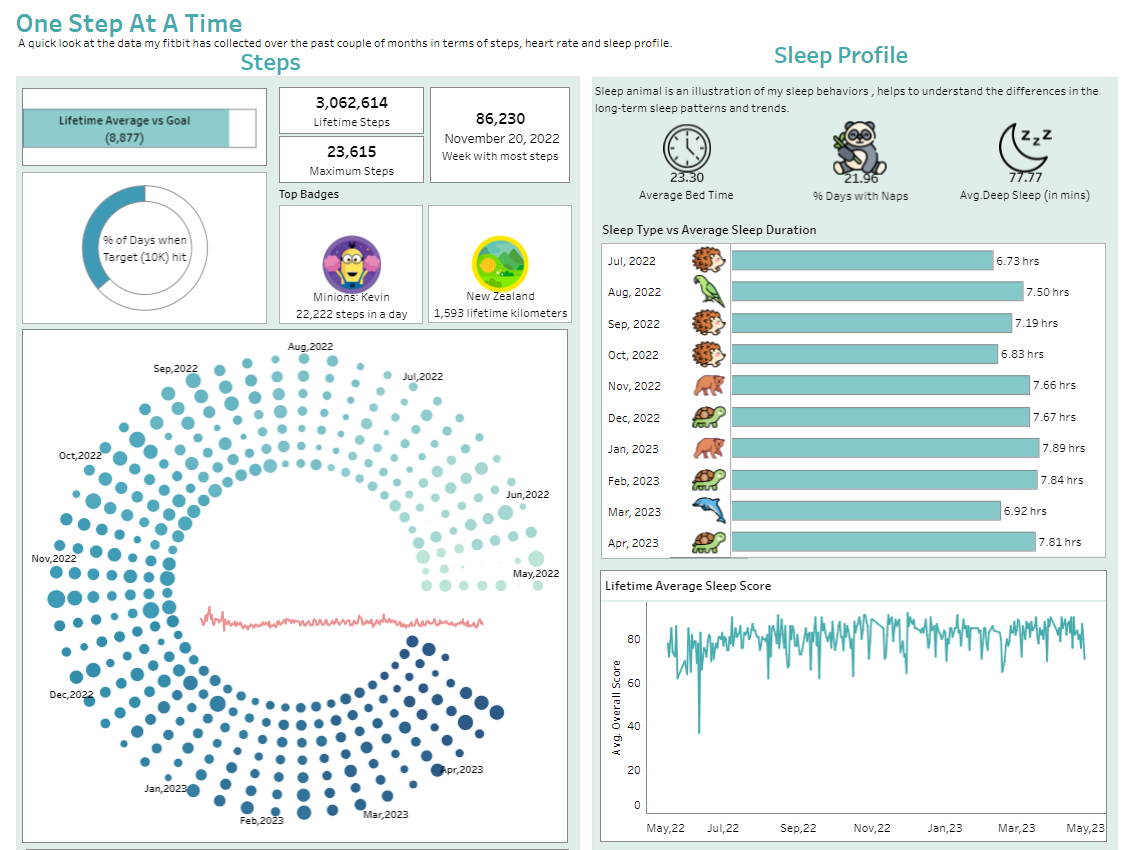 One Step At A Time
A quick look at the data my fitbit has collected over the past couple of months in terms of steps, heart rate and sleep profile.
Steps
Lifetime Average vs Goal
(8,877)
3,062,614
Lifetime Steps
23,615
Maximum Steps
86,230
November 20, 2022
Week with most steps
% of Days when
Target (10K) hit
Top Badges
Minions: Kevin
22,222 steps in a day
New Zealand
1,593 lifetime kilometers
Aug,2022
Sep,2022
Jul,2022
Oct,2022
Jun,2022
Nov,2022
May,2022
Dec,2022
Apr,2023
Jan,2023
Mar,2023
Feb,2023
Sleep Profile
Sleep animal is an illustration of my sleep behaviors , helps to understand the differences in the
long-term sleep patterns and trends.
23.30
Average Bed Time
21.96
% Days with Naps
zzz
77.77
Avg.Deep Sleep (in mins)
Sleep Type vs Average Sleep Duration
Jul, 2022 6.73 hrs
Aug, 2022 7.50 hrs
Sep, 2022 7.19 hrs
Oct, 2022 6.83 hrs
Nov, 2022 7.66 hrs
Dec, 2022 7.67 hrs
Jan, 2023 7.89 hrs
Feb, 2023 7.84 hrs
Mar, 2023 6.92 hrs
Apr, 2023 7.81 hrs
Lifetime Average Sleep Score
Avg. Overall Score
80
60
40
20
0
May,22 Jul,22 Sep,22 Nov,22 Jan,23 Mar,23 May,23